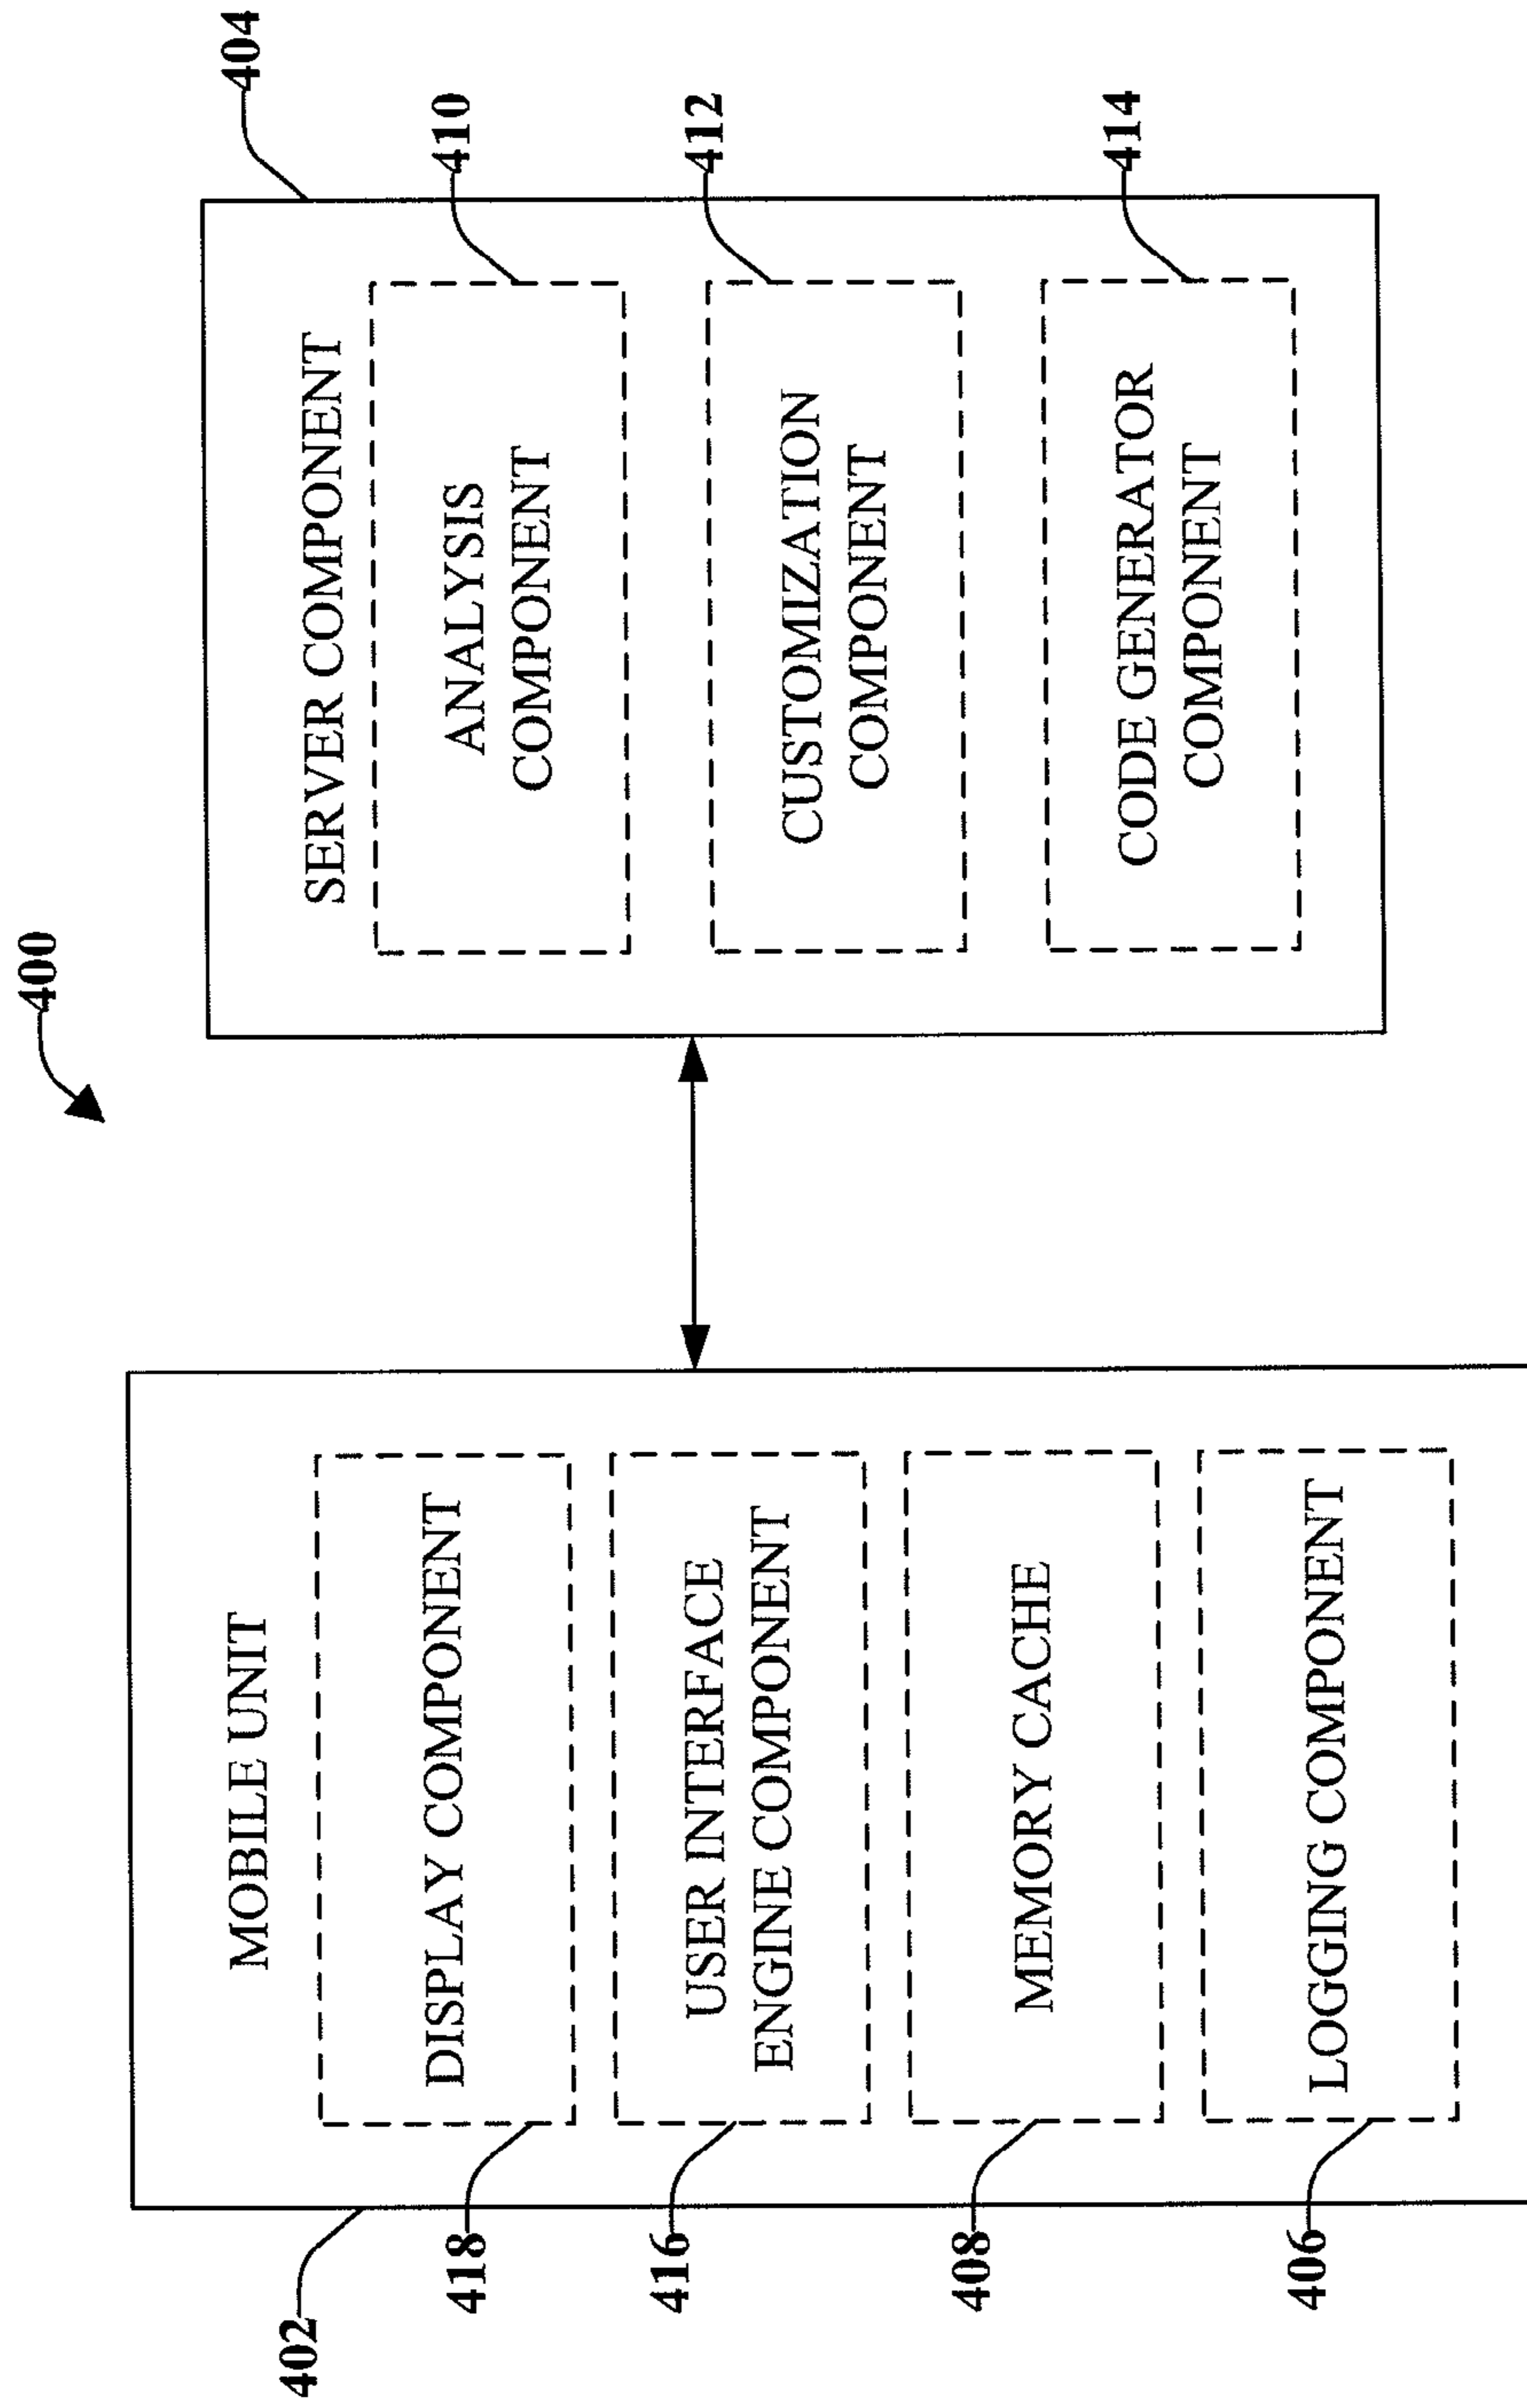 400
402
MOBILE UNIT
418
DISPLAY COMPONENT
416
USER INTERFACE
ENGINE COMPONENT
408
MEMORY CACHE
406
LOGGING COMPONENT
404
SERVER COMPONENT
410
ANALYSIS
COMPONENT
412
CUSTOMIZATION
COMPONENT
414
CODE GENERATOR
COMPONENT